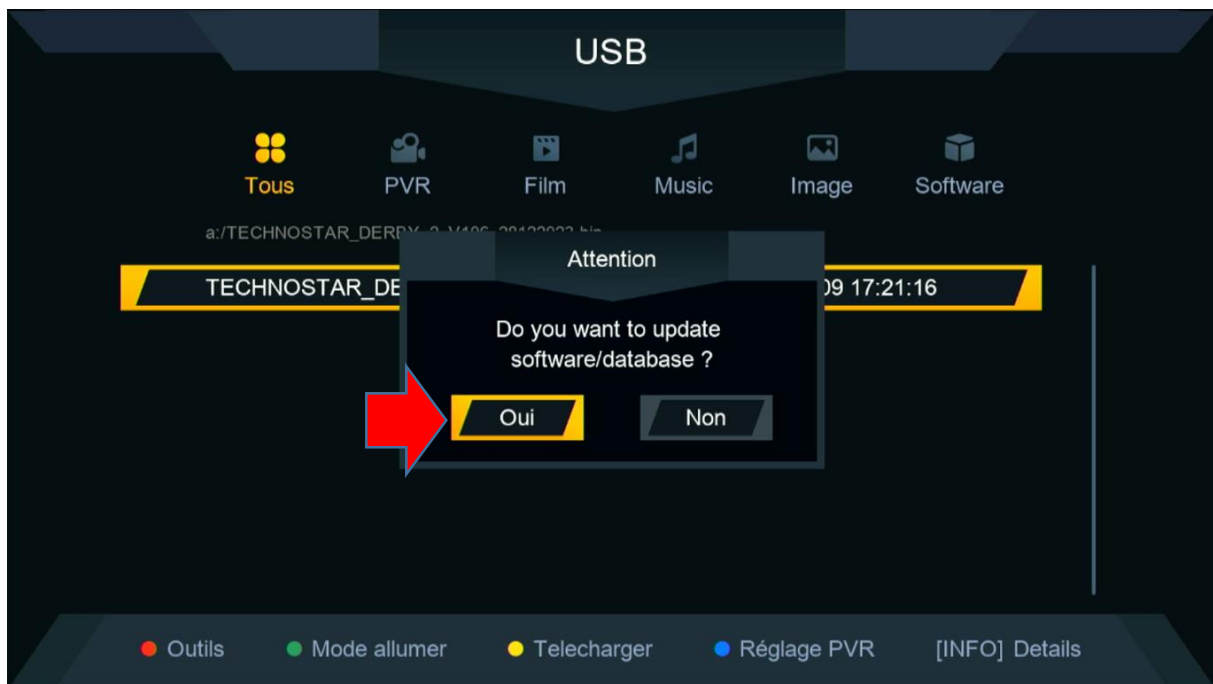 USB
Tous PVR Film Music Image Software
a:/TECHNOSTAR_DERBY
Attention
TECHNOSTAR_DE 09 17:21:16
Do you want to update
software/database ?
Oui Non
Outils Mode allumer Telecharger Réglage PVR [INFO] Details